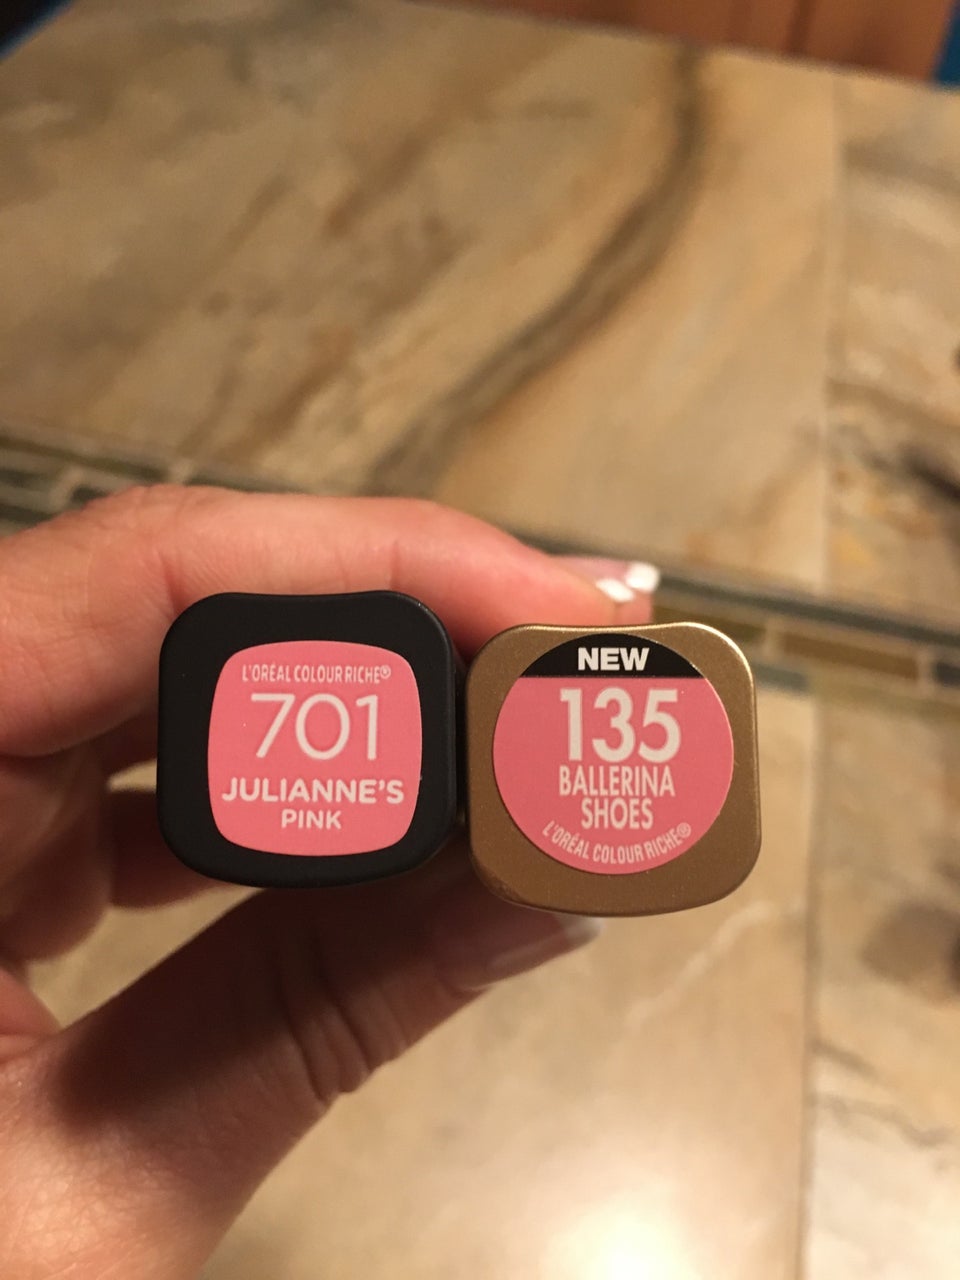 L'ORÉAL COLOUR RICHE®
701
JULIANNE'S
PINK
NEW
135
BALLERINA
SHOES
L'ORÉAL COLOUR RICHE®